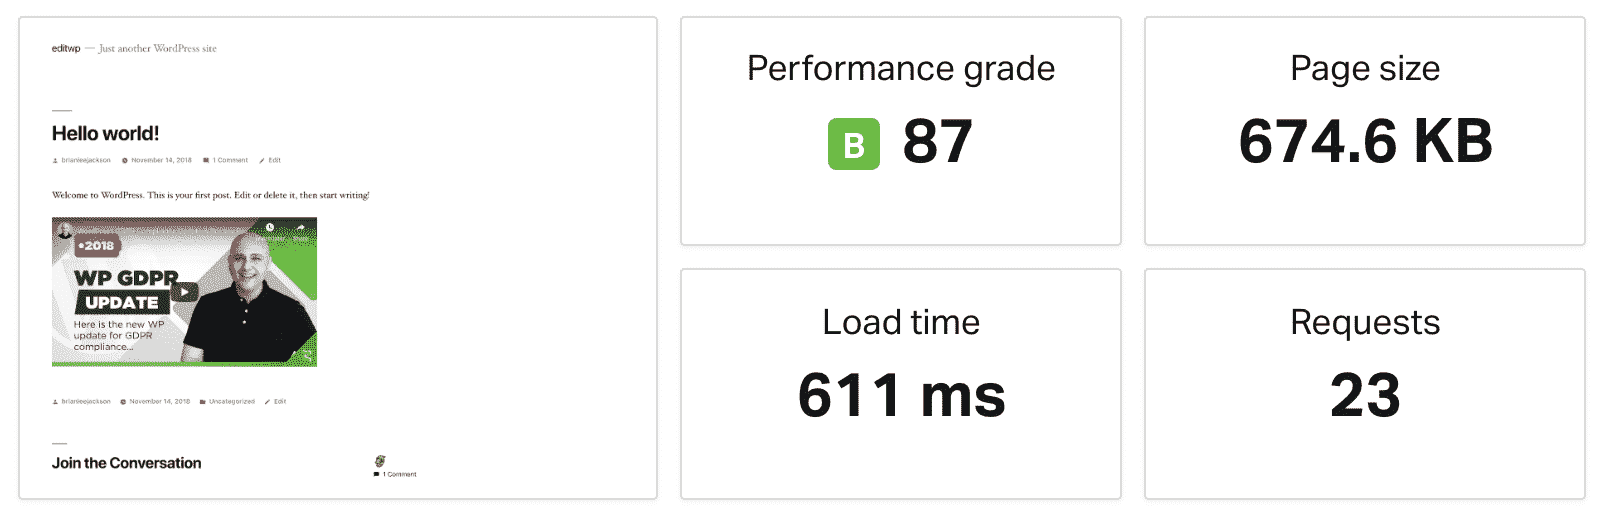 editwp — Just another WordPress site
Hello world!
brianleejackson November 14, 2018 1 Comment Edit
Welcome to WordPress. This is your first post. Edit or delete it, then start writing!
•2018
WP GDPR
UPDATE
Here is the new WP
update for GDPR
compliance...
brianleejackson November 14, 2018 Uncategorized Edit
Join the Conversation
1 Comment
Performance grade
B 87
Page size
674.6 KB
Load time
611 ms
Requests
23